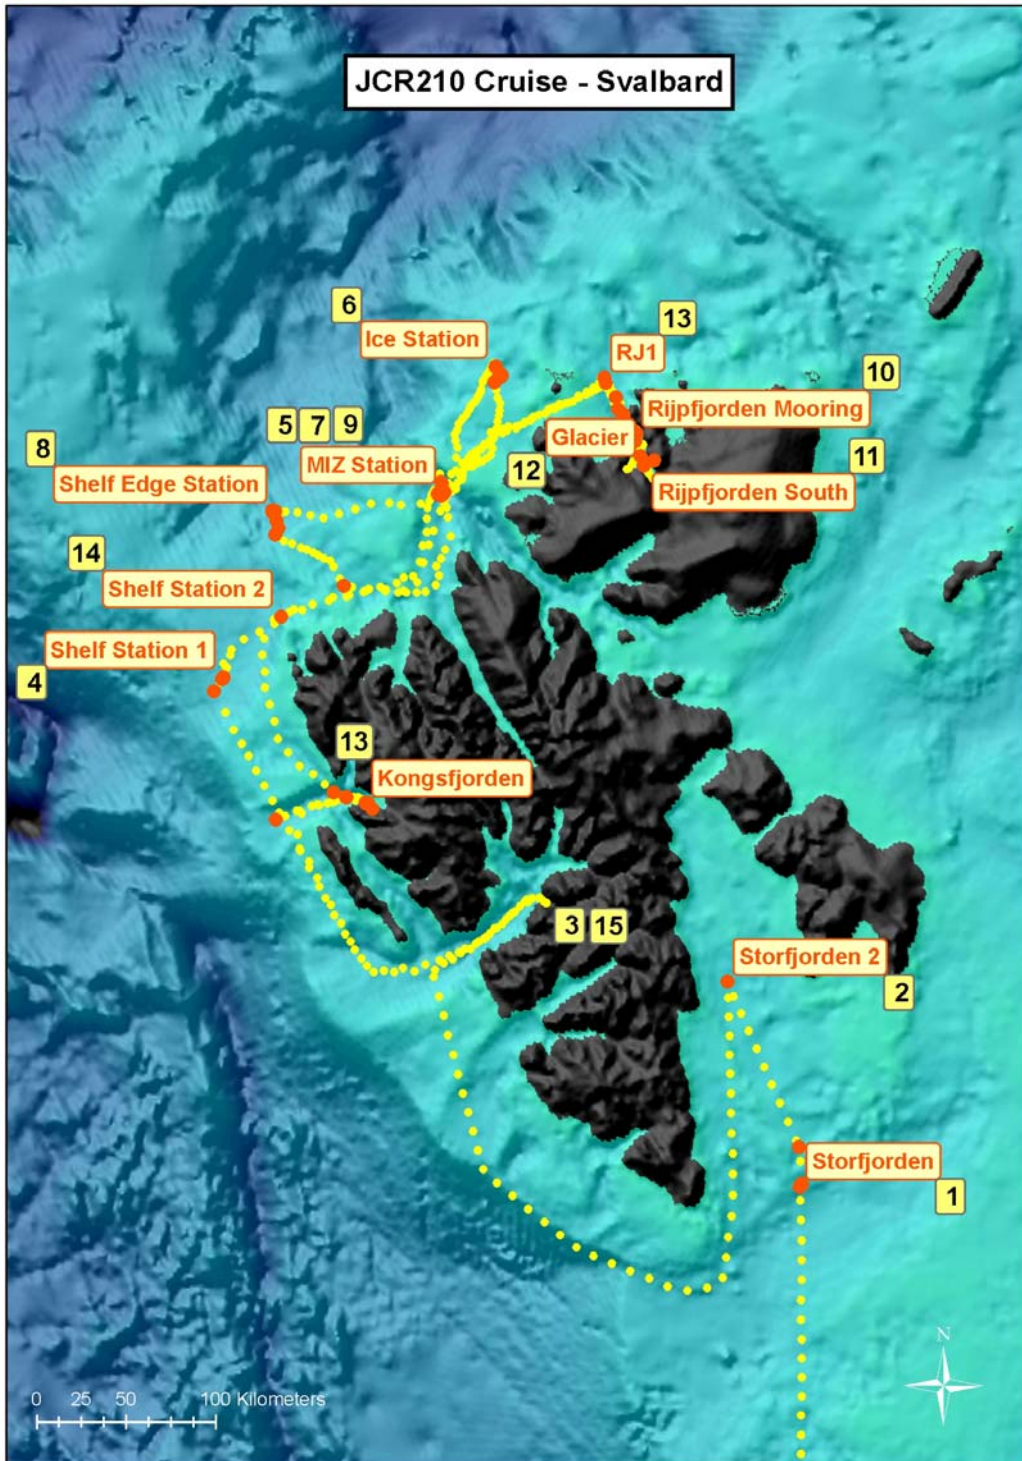 JCR210 Cruise - Svalbard
6
13
Ice Station
RJ1
10
Rijpfjorden Mooring
5 7 9
8
Glacier
MIZ Station
12
11
Shelf Edge Station
Rijpfjorden South
14
Shelf Station 2
Shelf Station 1
4
13
Kongsfjorden
3 15
Storfjorden 2
2
Storfjorden
1
N
0 25 50 100 Kilometers